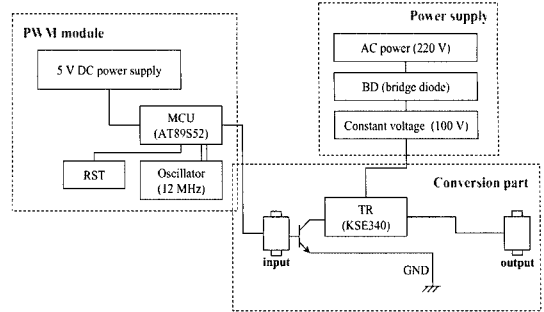 PWM module
5 V DC power supply
MCU
(AT89S52)
RST
Oscillator
(12 MHz)
Power supply
AC power (220 V)
BD (bridge diode)
Constant voltage (100 V)
Conversion part
TR
(KSE340)
input
GND
output